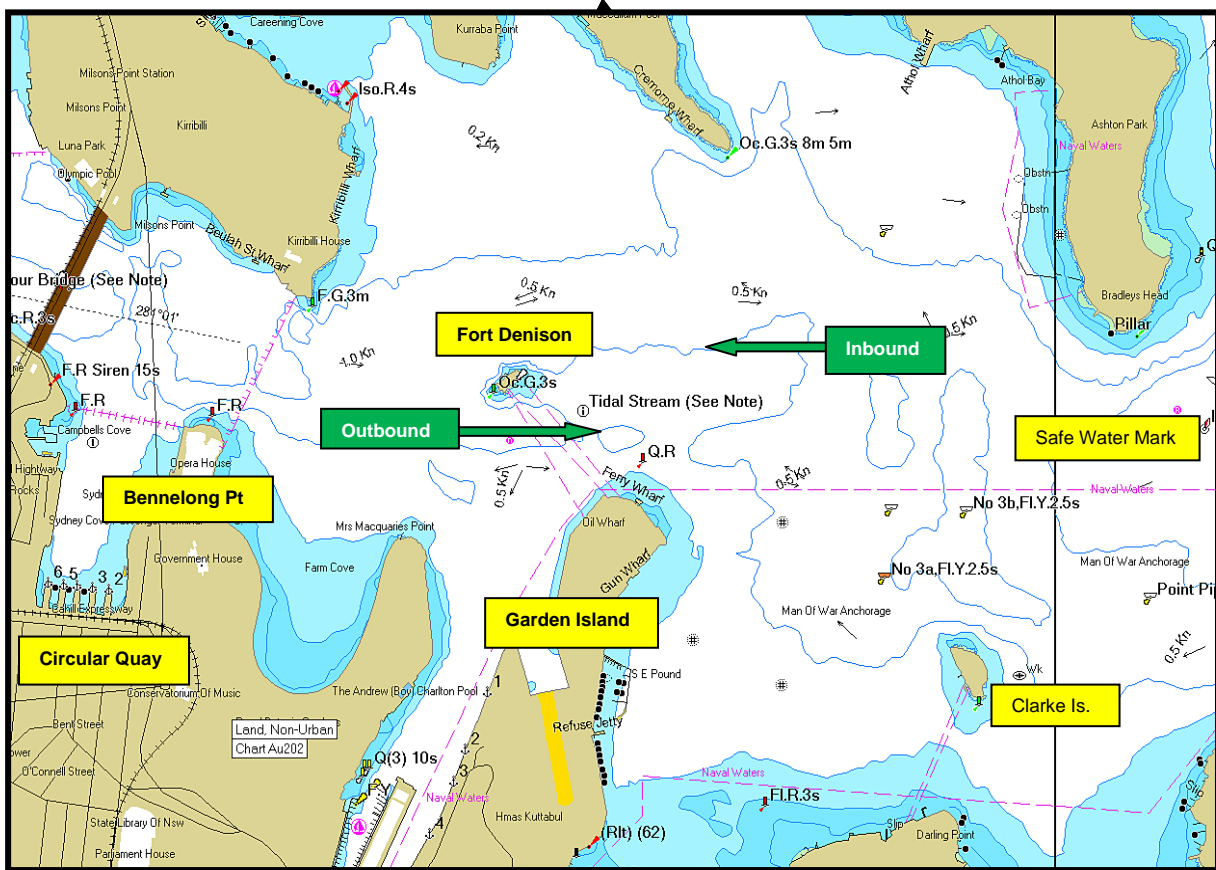 Careening Cove
Kurraba Point
Milsons Point Station
Iso.R.4s
Cremorne Wharf
Athol Wharf
Athol Bay
Milsons Point
Kirribilli
0.2 Kn
Ashton Park
Luna Park
Oc.G.3s 8m 5m
Naval Waters
Olympic Pool
Kirribilli Wharf
Obstn
Obstn
Milsons Point
Beulah St Wharf
Kirribilli House
our Bridge (See Note)
F.G.3m
0.5 Kn
0.5 Kn
Bradleys Head
281°01'
c.R.3s
Fort Denison
Inbound
0.5 Kn
Pillar
1.0 Kn
F.R Siren 15s
Oc.G.3s
F.R
F.R
Tidal Stream (See Note)
Campbells Cove
Outbound
Safe Water Mark
Opera House
Q.R
l Highway
Rocks
Bennelong Pt
0.5 Kn
Ferry Wharf
0.5 Kn
Naval Waters
No 3b,Fl.Y.2.5s
Oil Wharf
Mrs Macquaries Point
Government House
Farm Cove
Gun Wharf
No 3a,Fl.Y.2.5s
Man Of War Anchorage
6 5 3 2
Cahill Expressway
Point Pip
Man Of War Anchorage
Garden Island
Circular Quay
0.5 Kn
Wk
S E Pound
Conservatorium Of Music
The Andrew (Boy) Charlton Pool
1
Clarke Is.
Bent Street
Land, Non-Urban
Chart Au202
Refuse Jetty
2
ower
Q(3) 10s
O'Connell Street
3
Naval Waters
Naval Waters
F.Y
Fl.R.3s
Slip
State Library Of Nsw
4
Hmas Kuttabul
Slip
(Rlt) (62)
Darling Point
Parliament House